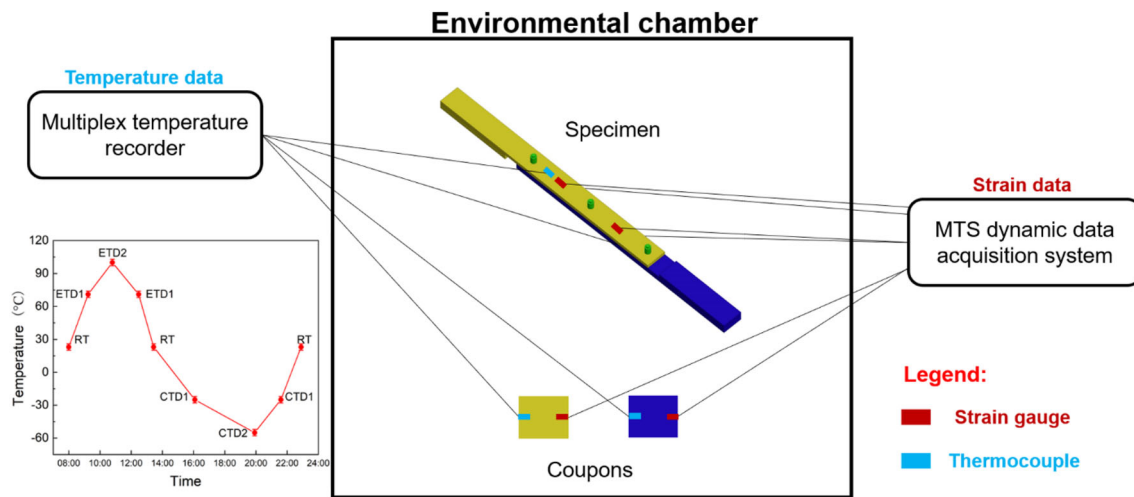 Environmental chamber
Temperature data
Multiplex temperature
recorder
Specimen
Strain data
MTS dynamic data
acquisition system
120
90
60
30
0
-30
-60
Temperature (°C)
ETD2
ETD1
ETD1
RT
RT
RT
CTD1
CTD1
CTD2
08:00 10:00 12:00 14:00 16:00 18:00 20:00 22:00 24:00
Time
Coupons
Legend:
Strain gauge
Thermocouple